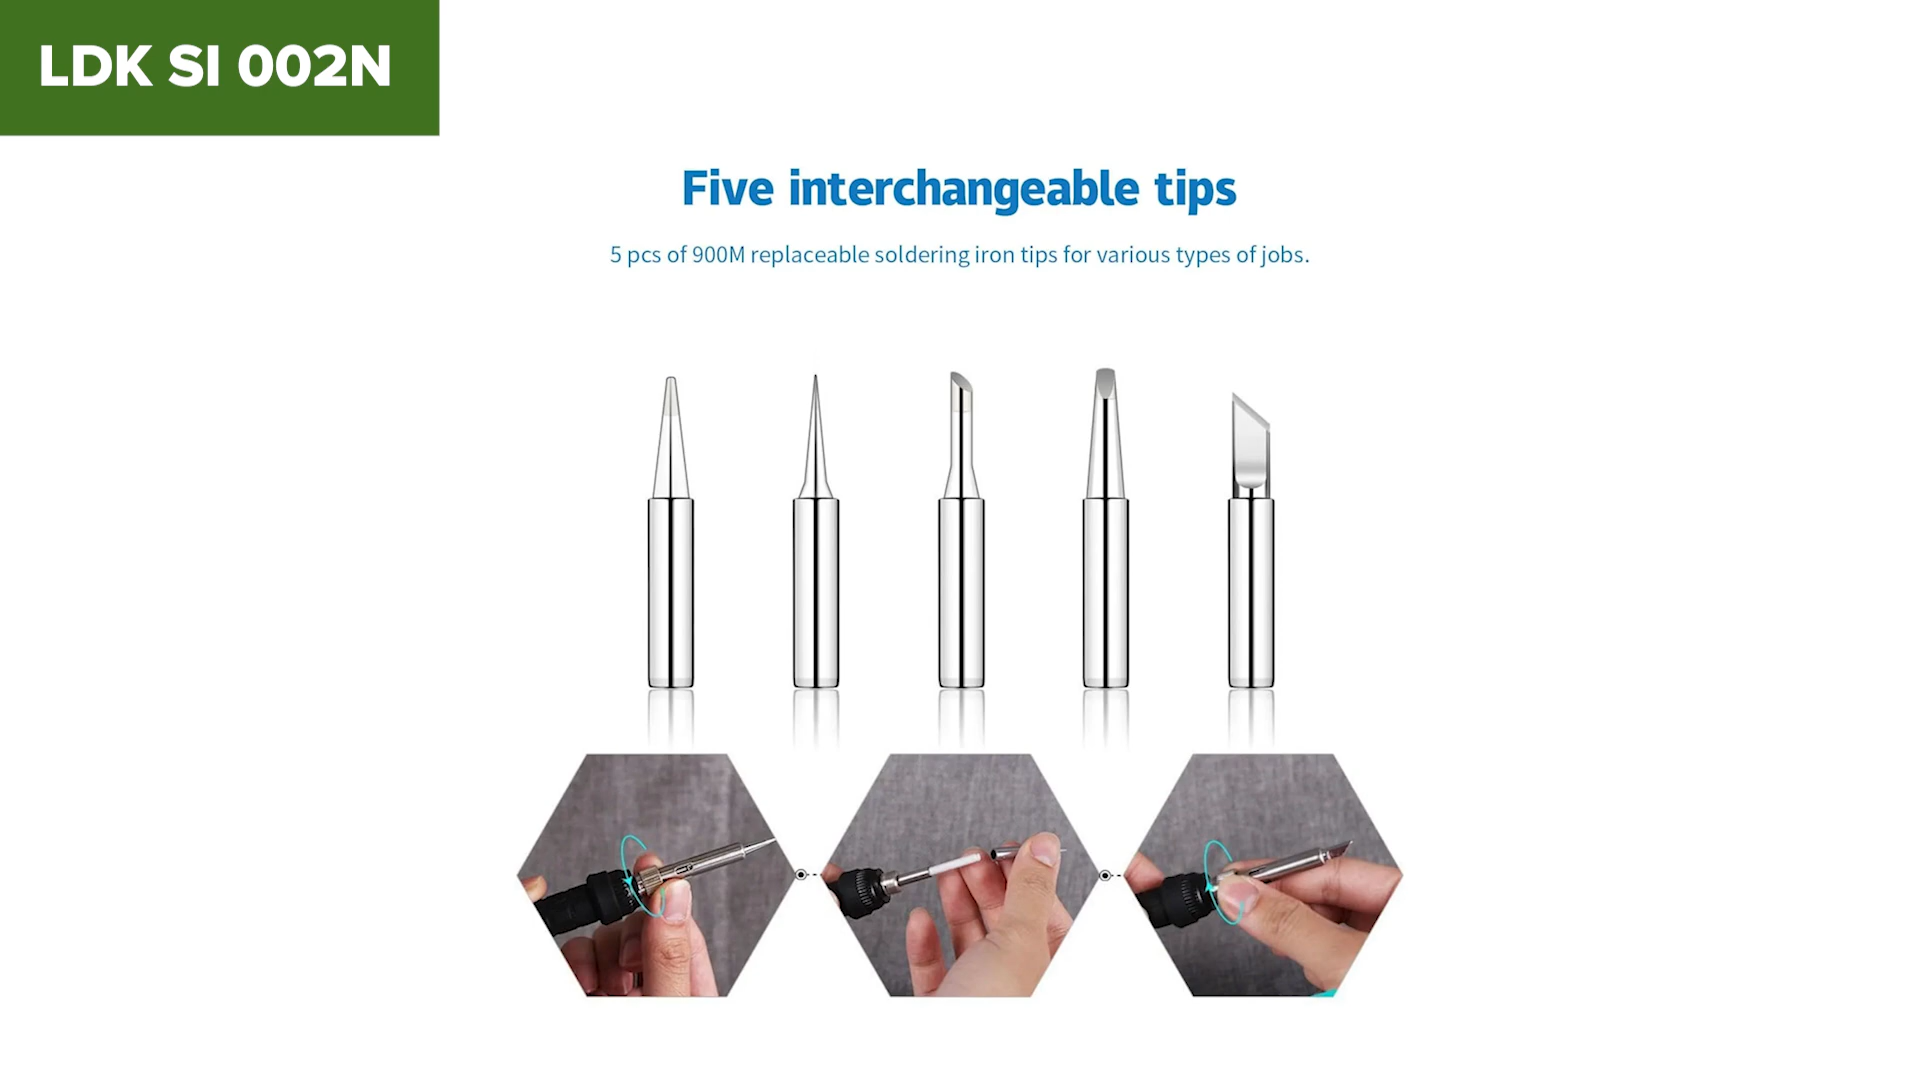 LDK SI 002N
Five interchangeable tips
5 pcs of 900M replaceable soldering iron tips for various types of jobs.